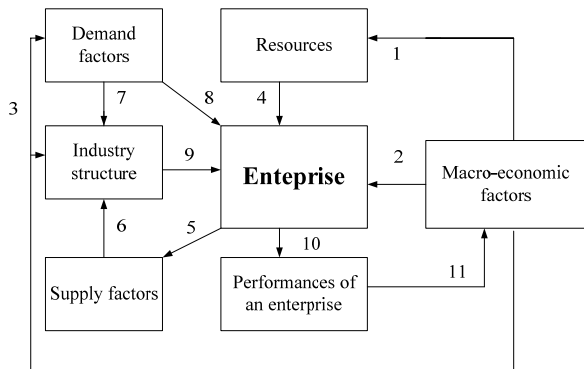 Demand
factors
Resources
1
3
7
8
4
Industry
structure
9
Enteprise
2
Macro-economic
factors
6
5
10
Supply factors
Performances of
an enterprise
11